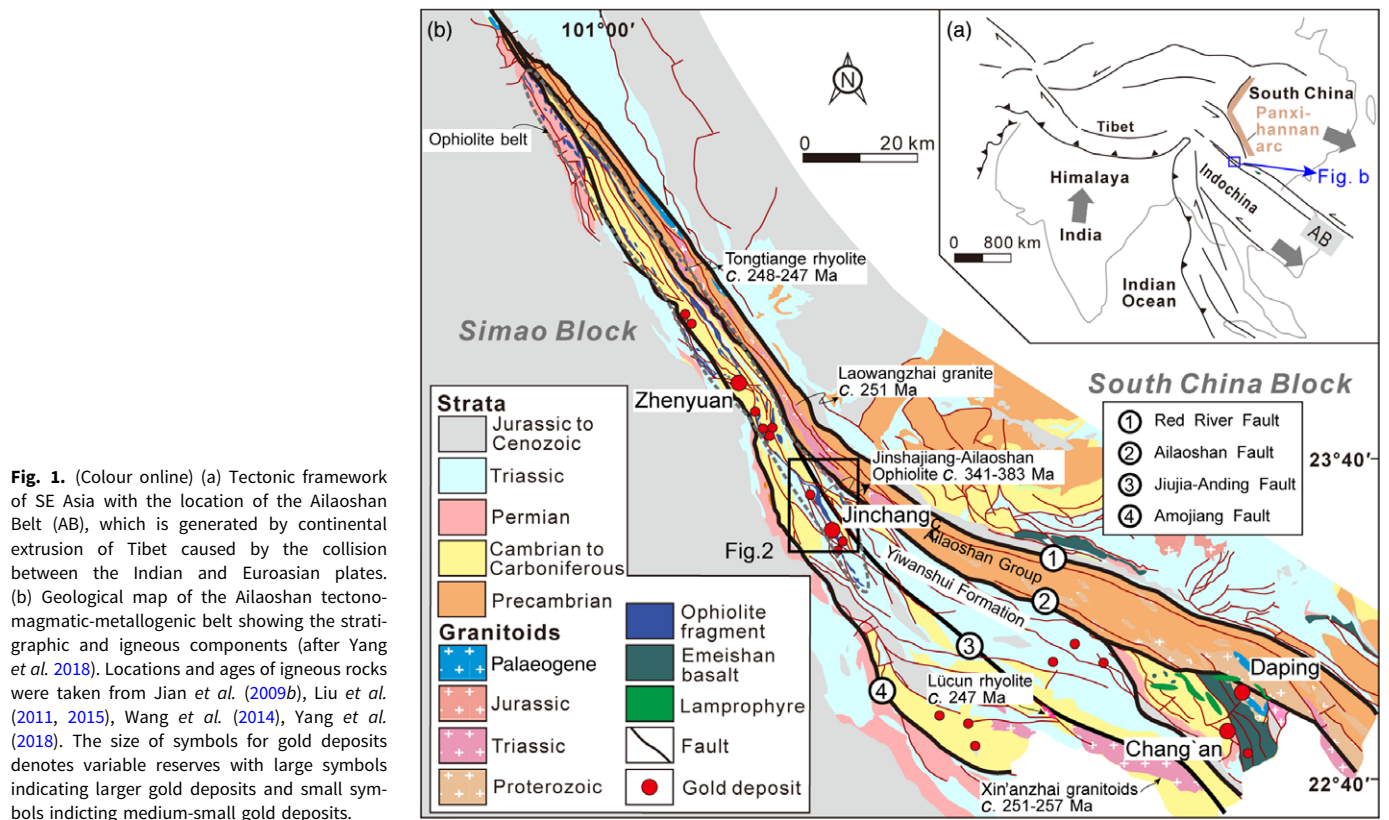 Fig. 1. (Colour online) (a) Tectonic framework
of SE Asia with the location of the Ailaoshan
Belt (AB), which is generated by continental
extrusion of Tibet caused by the collision
between the Indian and Euroasian plates.
(b) Geological map of the Ailaoshan tectono-
magmatic-metallogenic belt showing the strati-
graphic and igneous components (after Yang
et al. 2018). Locations and ages of igneous rocks
were taken from Jian et al. (2009b), Liu et al.
(2011, 2015), Wang et al. (2014), Yang et al.
(2018). The size of symbols for gold deposits
denotes variable reserves with large symbols
indicating larger gold deposits and small sym-
bols indicting medium-small gold deposits.
(b)
101°00′
N
0 20 km
Ophiolite belt
Tongtiange rhyolite
c. 248-247 Ma
Simao Block
Laowangzhai granite
c. 251 Ma
South China Block
Zhenyuan
Jinshajiang-Ailaoshan
Ophiolite c. 341-383 Ma
23°40′
Jinchang
Fig.2
Ailaoshan Group
Yiwanshui Formation
1
2
3
4
Lücun rhyolite
c. 247 Ma
Daping
Chang`an
Xin'anzhai granitoids
c. 251-257 Ma
22°40′
(a)
South China
Panxi-
hannan
arc
Tibet
Himalaya
India
Indochina
Fig. b
AB
0 800 km
Indian
Ocean
1 Red River Fault
2 Ailaoshan Fault
3 Jiujia-Anding Fault
4 Amojiang Fault
Strata
Jurassic to
Cenozoic
Triassic
Permian
Cambrian to
Carboniferous
Precambrian
Granitoids
Palaeogene
Jurassic
Triassic
Proterozoic
Ophiolite
fragment
Emeishan
basalt
Lamprophyre
Fault
Gold deposit